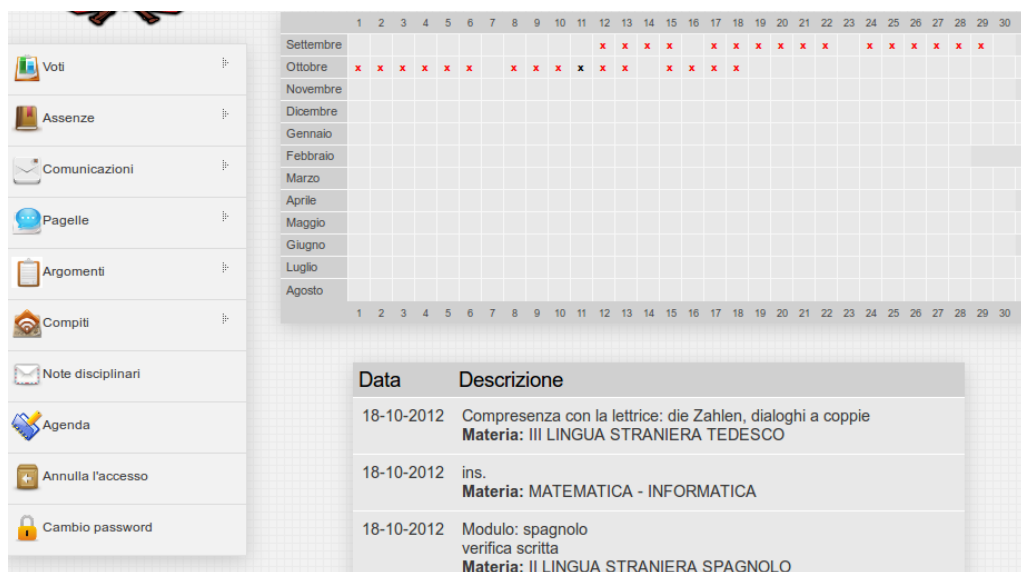 1 2 3 4 5 6 7 8 9 10 11 12 13 14 15 16 17 18 19 20 21 22 23 24 25 26 27 28 29 30
Settembre x x x x x x x x x x x x x x x x
Ottobre x x x x x x x x x x x x x x x x
Novembre
Dicembre
Gennaio
Febbraio
Marzo
Aprile
Maggio
Giugno
Luglio
Agosto
1 2 3 4 5 6 7 8 9 10 11 12 13 14 15 16 17 18 19 20 21 22 23 24 25 26 27 28 29 30
Voti
Assenze
Comunicazioni
Pagelle
Argomenti
Compiti
Note disciplinari
Agenda
Annulla l'accesso
Cambio password
Data Descrizione
18-10-2012 Compresenza con la lettrice: die Zahlen, dialoghi a coppie
Materia: III LINGUA STRANIERA TEDESCO
18-10-2012 ins.
Materia: MATEMATICA - INFORMATICA
18-10-2012 Modulo: spagnolo
verifica scritta
Materia: II LINGUA STRANIERA SPAGNOLO